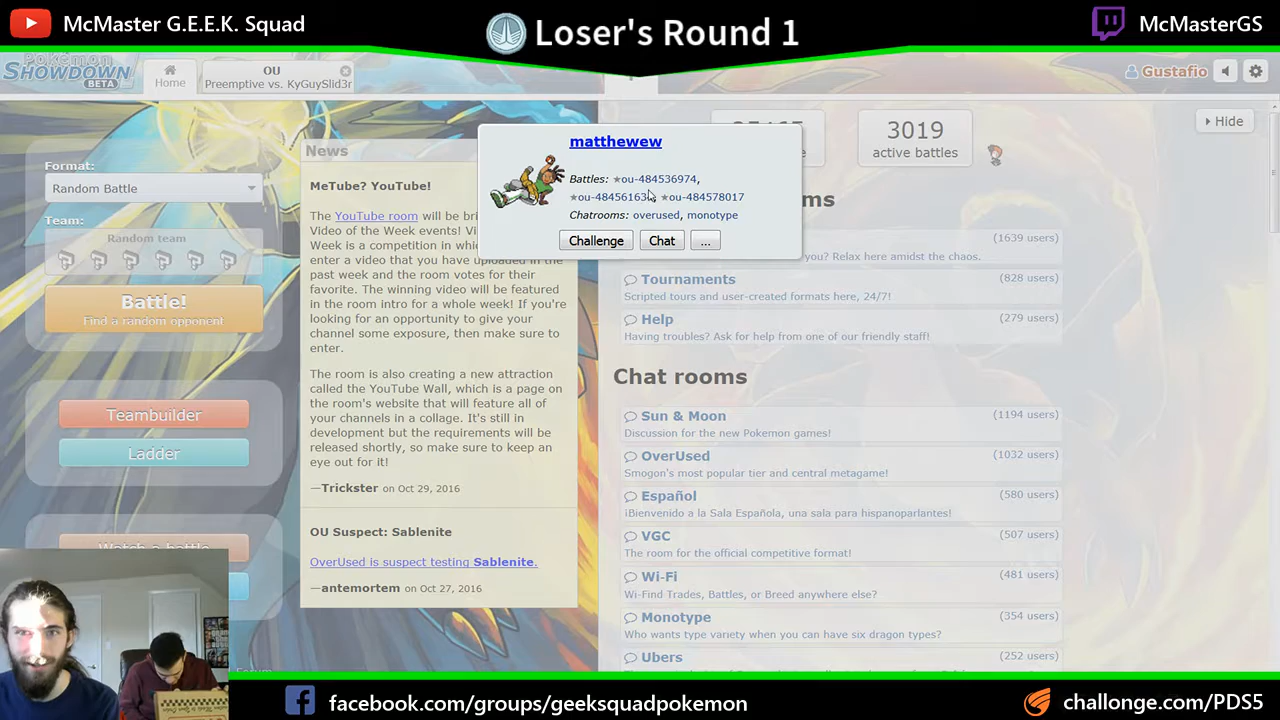 McMaster G.E.E.K. Squad
Loser's Round 1
McMasterGS
Pokémon
SHOWDOWN
BETA
Home
OU
Preemptive vs. KyGuySlid3r
Gustafio
3019
active battles
Hide
matthewew
Battles: ★ou-484536974,
★ou-48456163 ★ou-484578017
Chatrooms: overused, monotype
Challenge
Chat
...
Format:
Random Battle
Team:
Random team
Battle!
Find a random opponent
Teambuilder
Ladder
Watch a battle
News
MeTube? YouTube!
The YouTube room will be
Video of the Week events!
Week is a competition in which
enter a video that you have uploaded in the
past week and the room votes for their
favorite. The winning video will be featured
in the room intro for a whole week! If you're
looking for an opportunity to give your
channel some exposure, then make sure to
enter.
The room is also creating a new attraction
called the YouTube Wall, which is a page on
the room's website that will feature all of
your channels in a collage. It's still in
development but the requirements will be
released shortly, so make sure to keep an
eye out for it!
—Trickster on Oct 29, 2016
OU Suspect: Sablenite
OverUsed is suspect testing Sablenite.
—antemortem on Oct 27, 2016
(1639 users)
you? Relax here amidst the chaos.
Tournaments (828 users)
Scripted tours and user-created formats here, 24/7!
Help (279 users)
Having troubles? Ask for help from one of our friendly staff!
Chat rooms
Sun & Moon (1194 users)
Discussion for the new Pokemon games!
OverUsed (1032 users)
Smogon's most popular tier and central metagame!
Español (580 users)
¡Bienvenido a la Sala Española, una sala para hispanoparlantes!
VGC (507 users)
The room for the official competitive format!
Wi-Fi (481 users)
Wi-Find Trades, Battles, or Breed anywhere else?
Monotype (354 users)
Who wants type variety when you can have six dragon types?
Ubers (252 users)
facebook.com/groups/geeksquadpokemon
challonge.com/PDS5